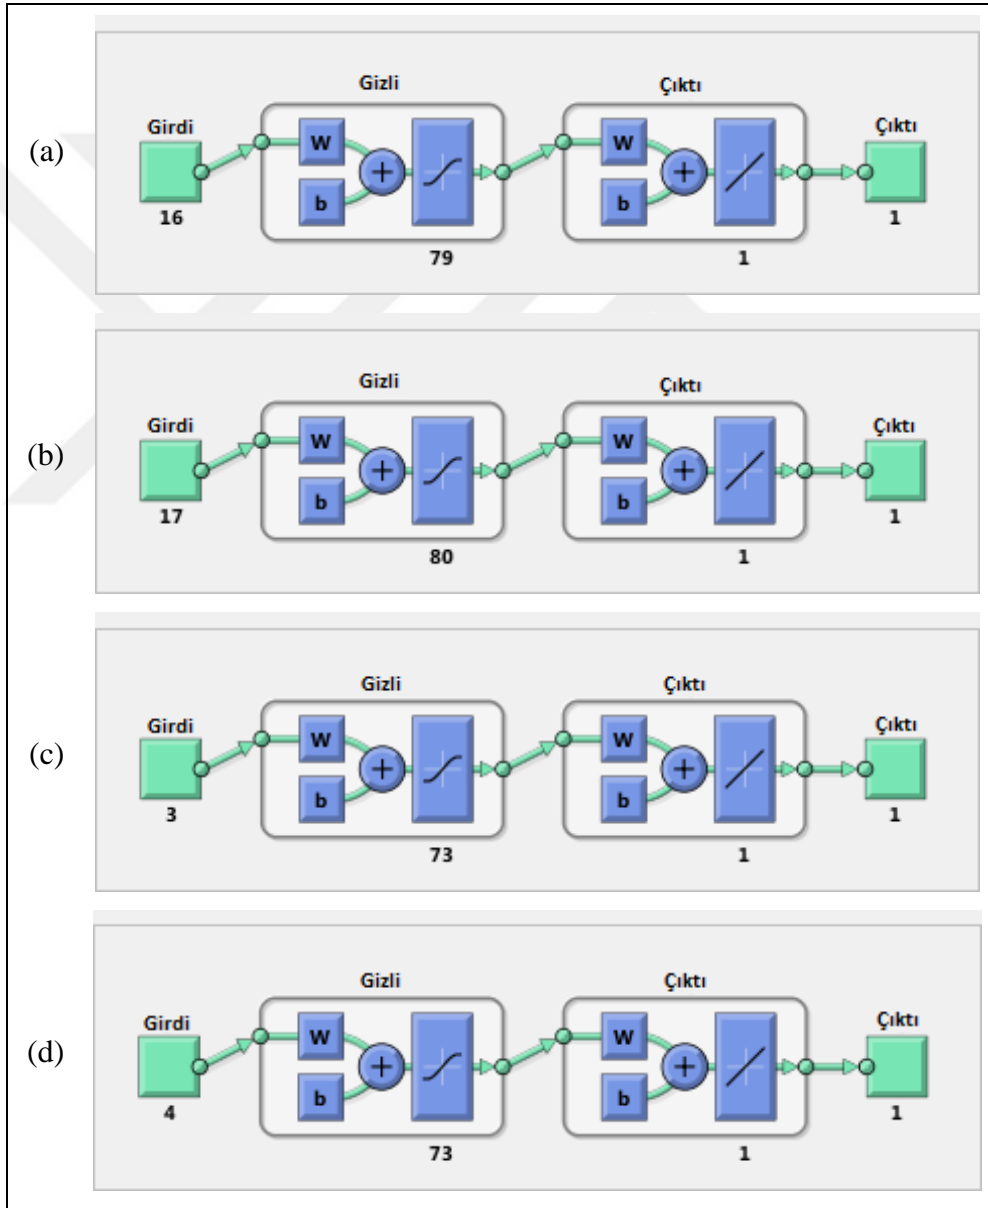 Gizli Çıktı
(a) Girdi W + b W + b Çıktı
16 79 1 1
Gizli Çıktı
(b) Girdi W + b W + b Çıktı
17 80 1 1
Gizli Çıktı
(c) Girdi W + b W + b Çıktı
3 73 1 1
Gizli Çıktı
(d) Girdi W + b W + b Çıktı
4 73 1 1